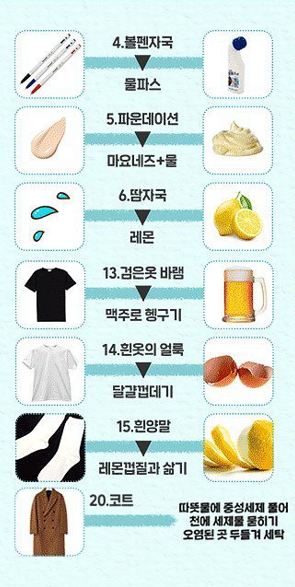 4.볼펜자국
물파스
5.파운데이션
마요네즈+물
6.땀자국
레몬
13.검은옷 바램
맥주로 헹구기
14.흰옷의 얼룩
달걀껍데기
15.흰양말
레몬껍질과 삶기
20.코트
따뜻물에 중성세제 풀어
천에 세제물 묻히기
오염된 곳 두들겨 세탁